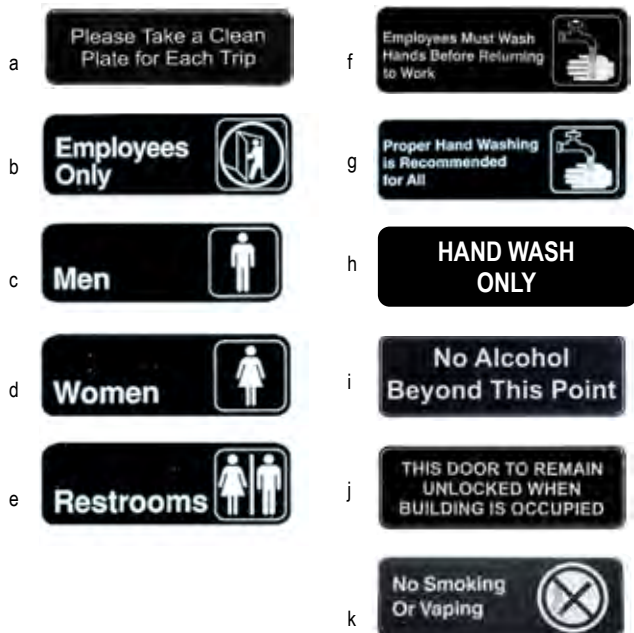 a
Please Take a Clean
Plate for Each Trip
b
Employees
Only
c
Men
d
Women
e
Restrooms
f
Employees Must Wash
Hands Before Returning
to Work
g
Proper Hand Washing
is Recommended
for All
h
HAND WASH
ONLY
i
No Alcohol
Beyond This Point
j
THIS DOOR TO REMAIN
UNLOCKED WHEN
BUILDING IS OCCUPIED
k
No Smoking
Or Vaping